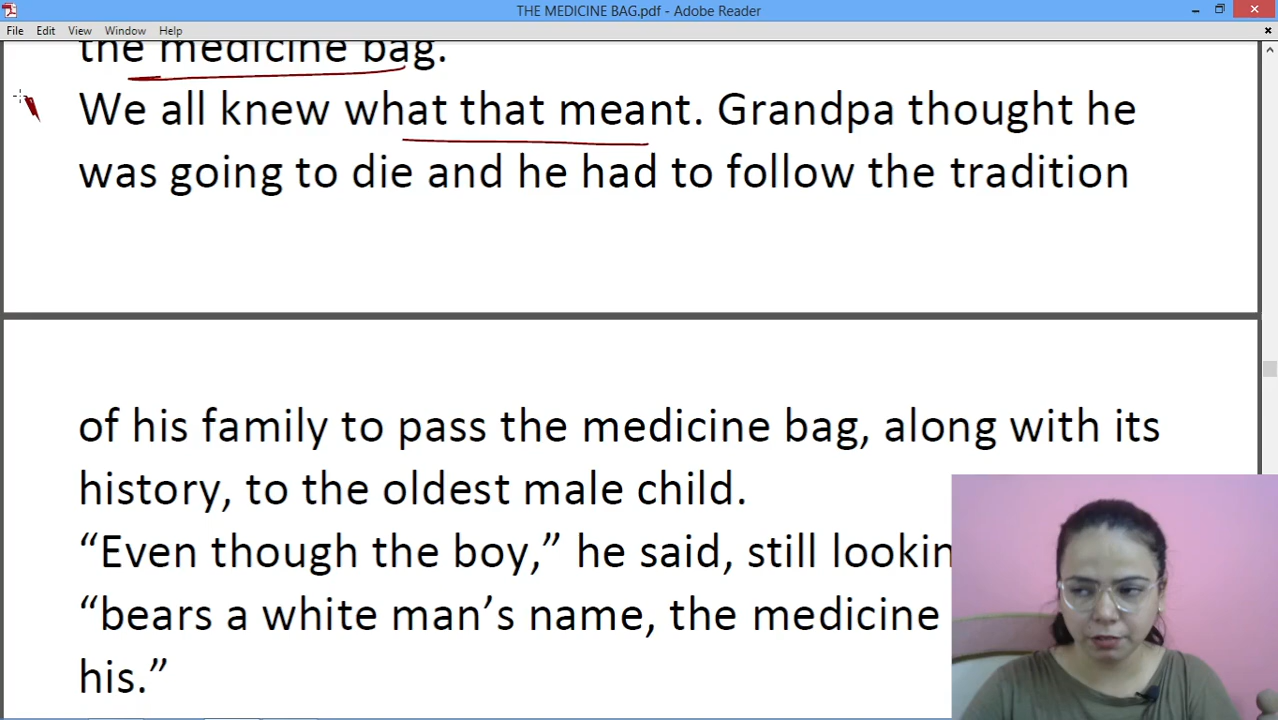 THE MEDICINE BAG.pdf - Adobe Reader
File Edit View Window Help
the medicine bag.
We all knew what that meant. Grandpa thought he
was going to die and he had to follow the tradition
of his family to pass the medicine bag, along with its
history, to the oldest male child.
“Even though the boy,” he said, still
“bears a white man’s name, the medicine
his.”